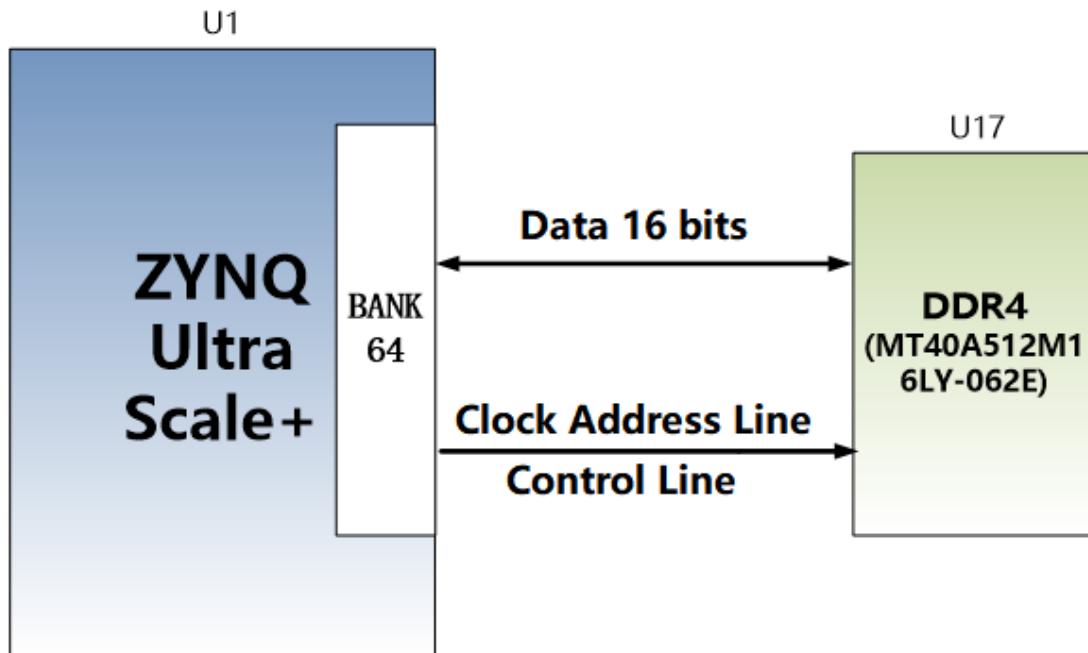 U1
U17
ZYNQ
Ultra
Scale+
BANK
64
Data 16 bits
Clock Address Line
Control Line
DDR4
(MT40A512M1
6LY-062E)